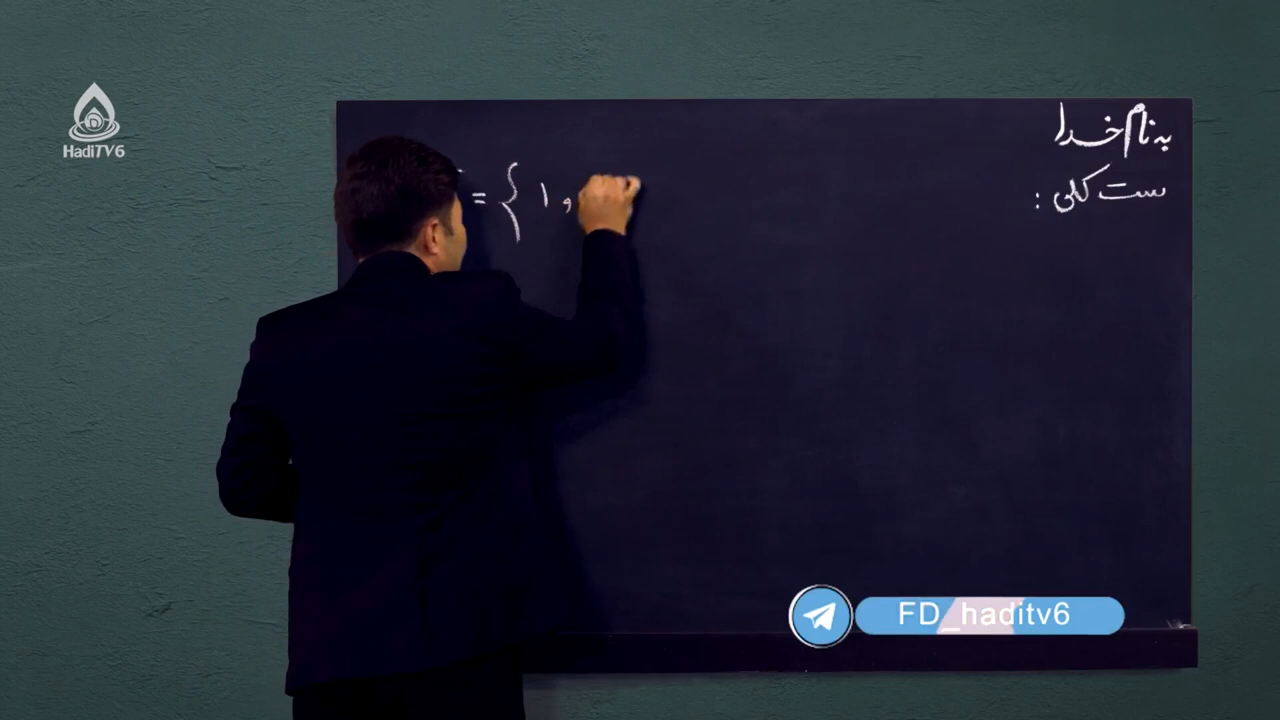 به نام خدا
ست کلی :
= { ۱ ,
HadiTV6
FD_haditv6